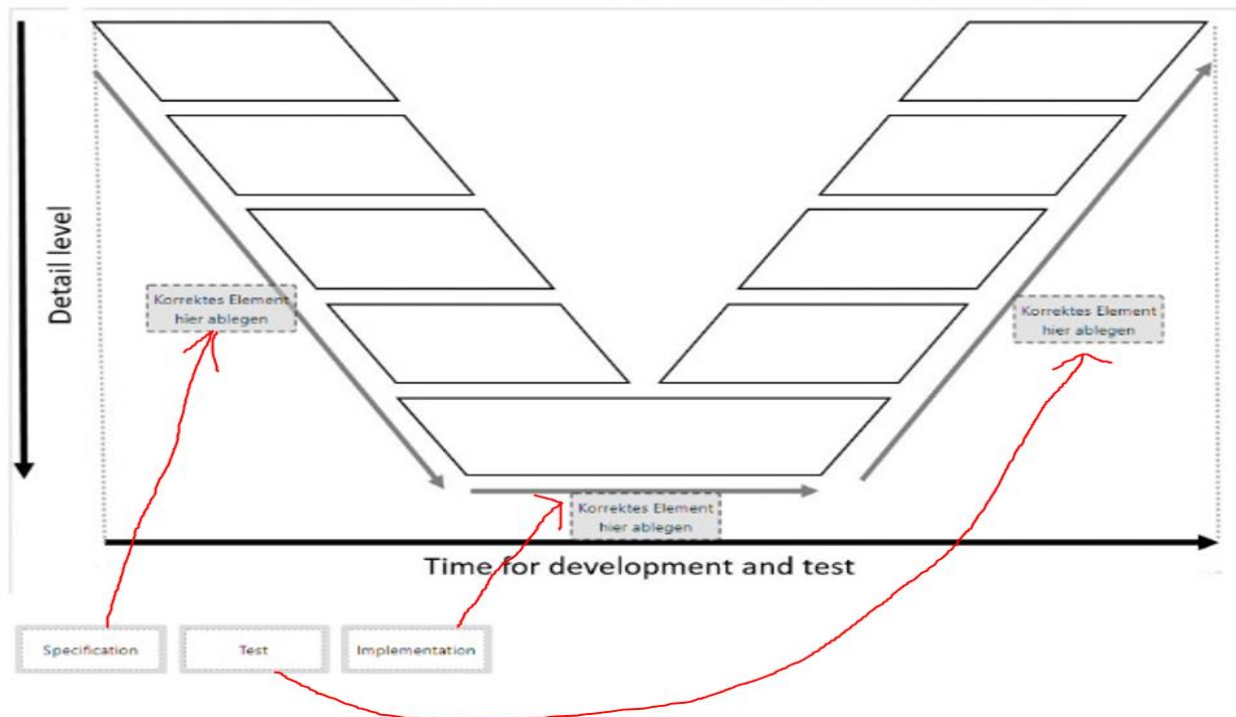 Detail level
Korrektes Element
hier ablegen
Korrektes Element
hier ablegen
Korrektes Element
hier ablegen
Time for development and test
Specification
Test
Implementation